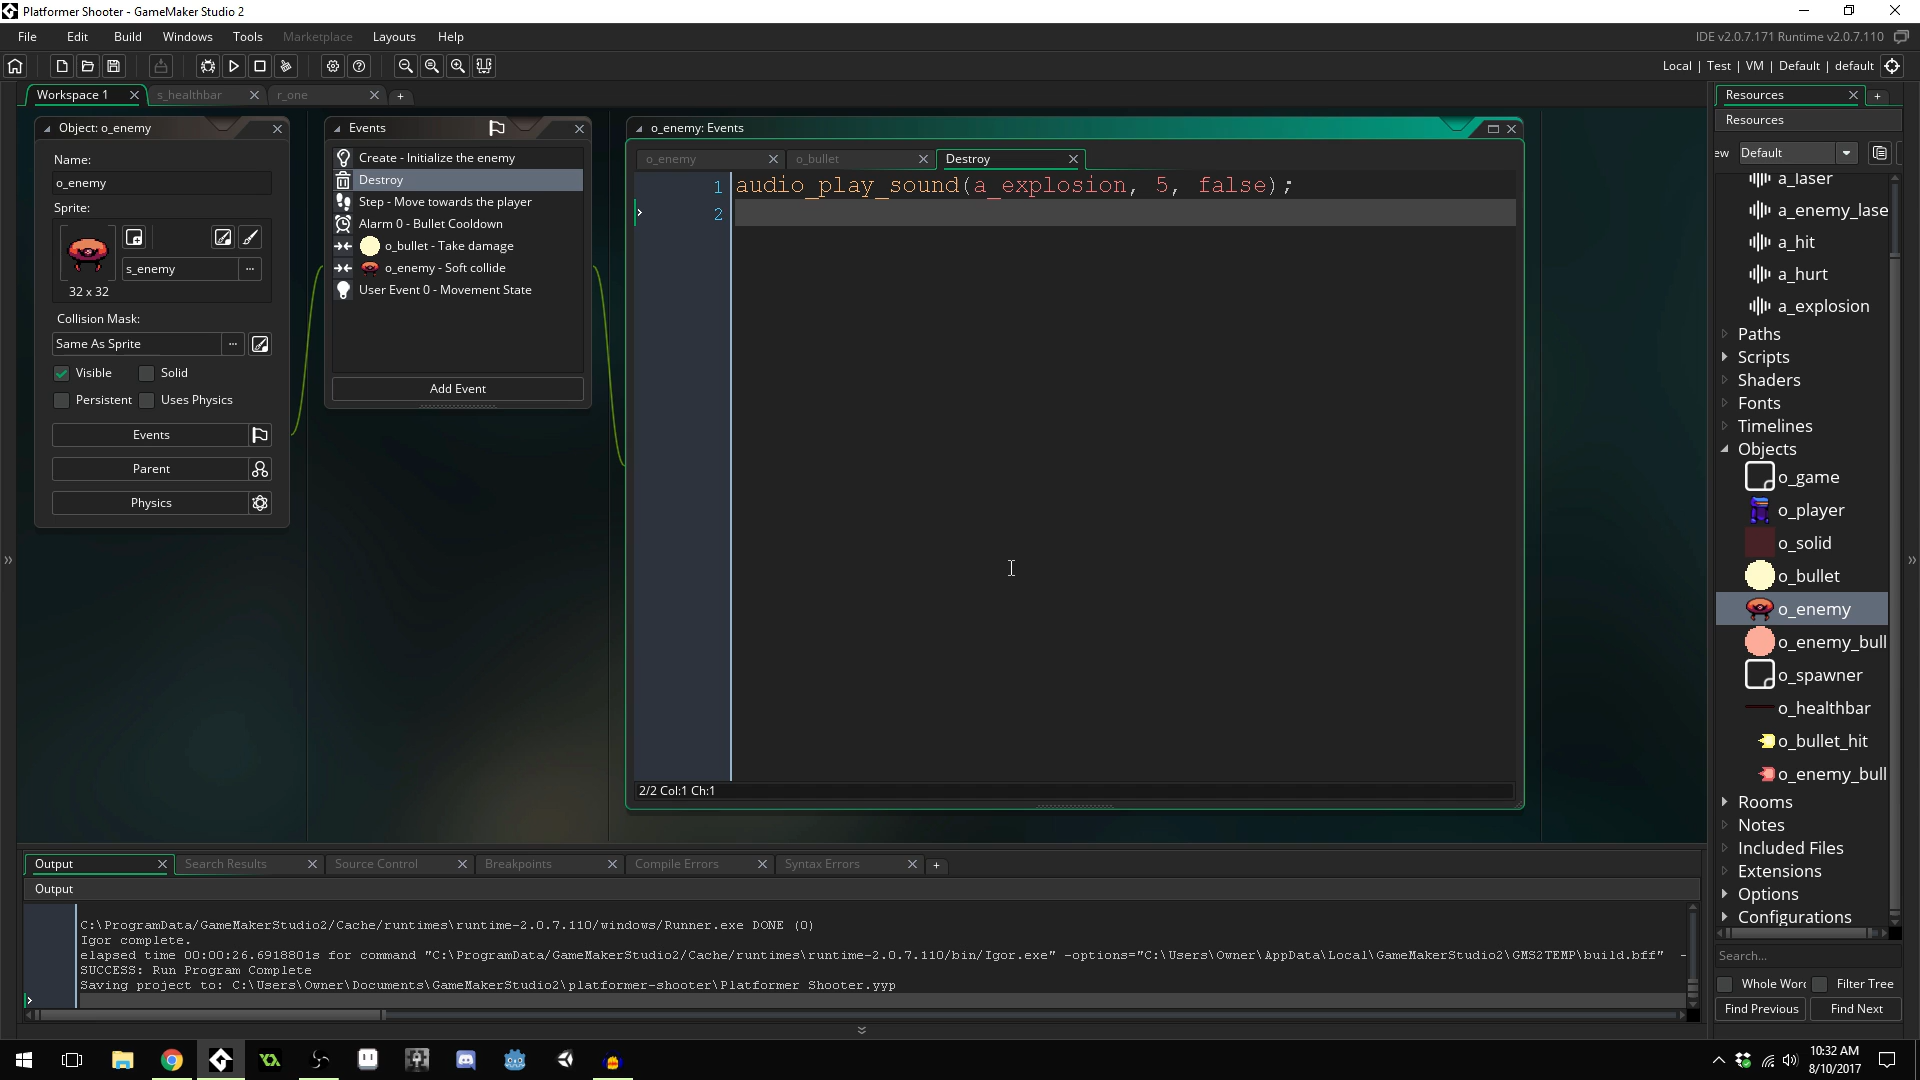 Platformer Shooter - GameMaker Studio 2
File Edit Build Windows Tools Marketplace Layouts Help
IDE v2.0.7.171 Runtime v2.0.7.110
Local | Test | VM | Default | default
Workspace 1
s_healthbar
r_one
Object: o_enemy
Name:
o_enemy
Sprite:
s_enemy
32 x 32
Collision Mask:
Same As Sprite
Visible
Solid
Persistent
Uses Physics
Events
Parent
Physics
Events
Create - Initialize the enemy
Destroy
Step - Move towards the player
Alarm 0 - Bullet Cooldown
o_bullet - Take damage
o_enemy - Soft collide
User Event 0 - Movement State
Add Event
o_enemy: Events
o_enemy
o_bullet
Destroy
1 audio_play_sound(a_explosion, 5, false);
2
2/2 Col:1 Ch:1
Resources
Resources
ew Default
a_laser
a_enemy_lase
a_hit
a_hurt
a_explosion
Paths
Scripts
Shaders
Fonts
Timelines
Objects
o_game
o_player
o_solid
o_bullet
o_enemy
o_enemy_bull
o_spawner
o_healthbar
o_bullet_hit
o_enemy_bull
Rooms
Notes
Included Files
Extensions
Options
Configurations
Search...
Whole Wor
Filter Tree
Find Previous
Find Next
Output
Search Results
Source Control
Breakpoints
Compile Errors
Syntax Errors
Output
C:\ProgramData/GameMakerStudio2/Cache/runtimes\runtime-2.0.7.110/windows/Runner.exe DONE (0)
Igor complete.
elapsed time 00:00:26.6918801s for command "C:\ProgramData/GameMakerStudio2/Cache/runtimes\runtime-2.0.7.110/bin/Igor.exe" -options="C:\Users\Owner\AppData\Local\GameMakerStudio2\GMS2TEMP\build.bff" -
SUCCESS: Run Program Complete
Saving project to: C:\Users\Owner\Documents\GameMakerStudio2\platformer-shooter\Platformer Shooter.yyp
10:32 AM
8/10/2017